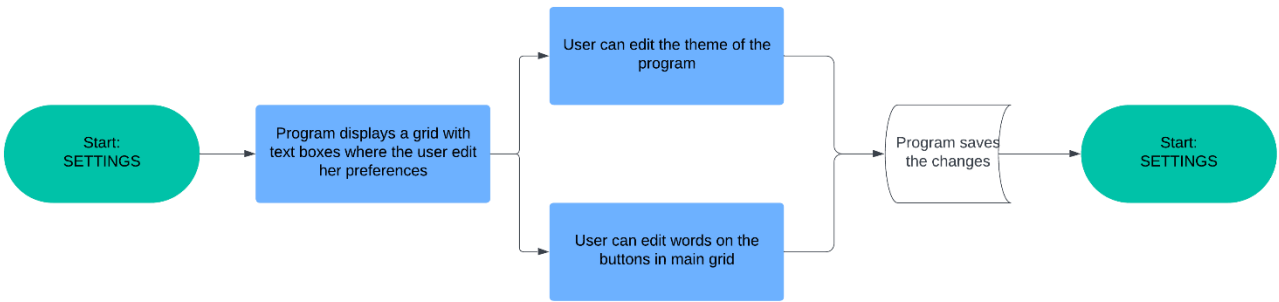 Start:
SETTINGS
Program displays a grid with
text boxes where the user edit
her preferences
User can edit the theme of the
program
User can edit words on the
buttons in main grid
Program saves
the changes
Start:
SETTINGS